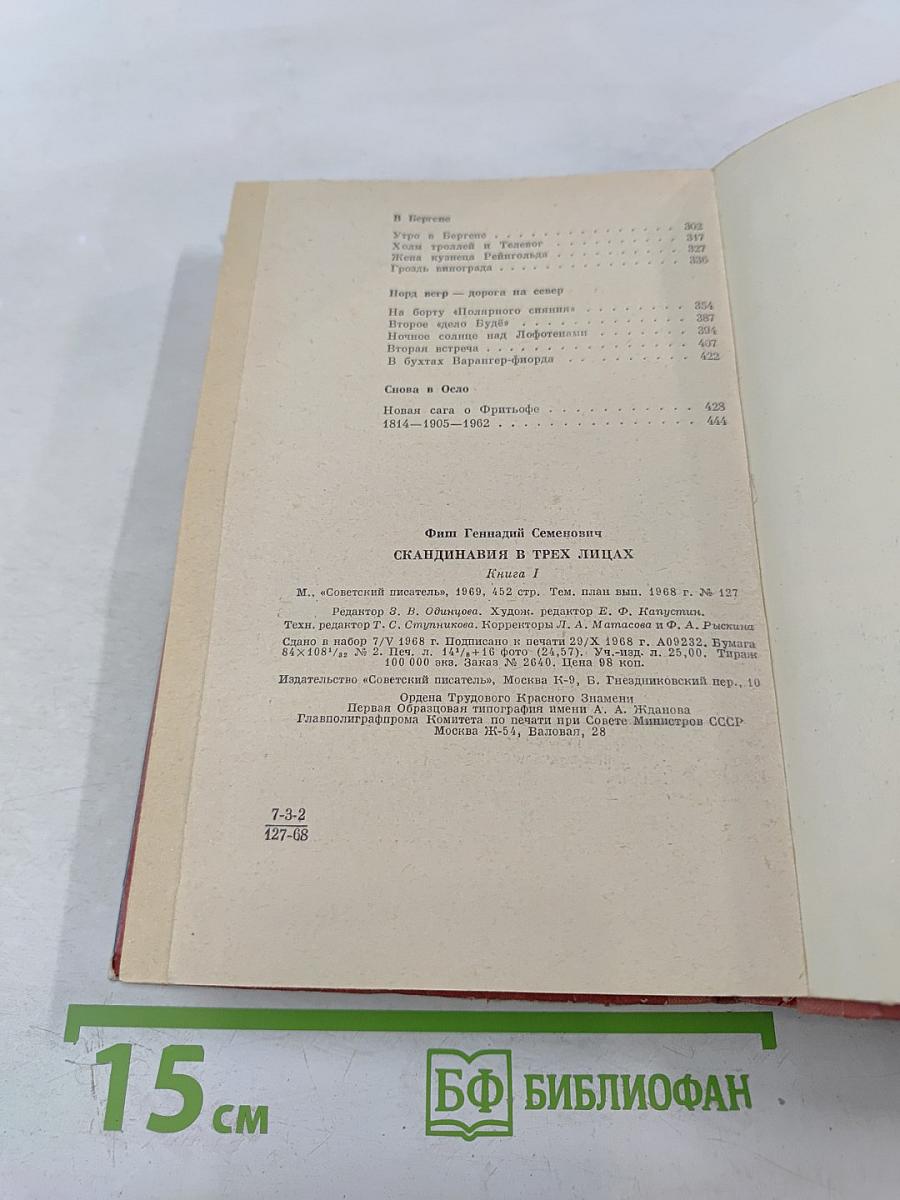 В Бергене
Утро в Бергене . . . . . . . . . . . . . . . 302
Холм троллей и Телевог . . . . . . . . . . 317
Жена кузнеца Рейнгольда . . . . . . . . . 327
Гроздь винограда . . . . . . . . . . . . . . 336
Норд вегр — дорога на север
На борту «Полярного сияния» . . . . . . . . 354
Второе «дело Будё» . . . . . . . . . . . . . 387
Ночное солнце над Лофотенами . . . . . . . 394
Вторая встреча . . . . . . . . . . . . . . . 407
В бухтах Варангер-фиорда . . . . . . . . . 422
Снова в Осло
Новая сага о Фритьофе . . . . . . . . . . . 428
1814—1905—1962 . . . . . . . . . . . . . . . 444
Фиш Геннадий Семенович
СКАНДИНАВИЯ В ТРЕХ ЛИЦАХ
Книга I
М., «Советский писатель», 1969, 452 стр. Тем. план вып. 1968 г. № 127
Редактор З. В. Одинцова. Худож. редактор Е. Ф. Капустин.
Техн. редактор Т. С. Ступникова. Корректоры Л. А. Матасова и Ф. А. Рыскина
Сдано в набор 7/V 1968 г. Подписано к печати 29/X 1968 г. А09232. Бумага
84×108¹/₃₂ № 2. Печ. л. 14¹/₈+16 фото (24,57). Уч.-изд. л. 25,00. Тираж
100 000 экз. Заказ № 2640. Цена 98 коп.
Издательство «Советский писатель», Москва К-9, Б. Гнездниковский пер., 10
Ордена Трудового Красного Знамени
Первая Образцовая типография имени А. А. Жданова
Главполиграфпрома Комитета по печати при Совете Министров СССР
Москва Ж-54, Валовая, 28
7-3-2
127-68
15 см
БФ БИБЛИОФАН